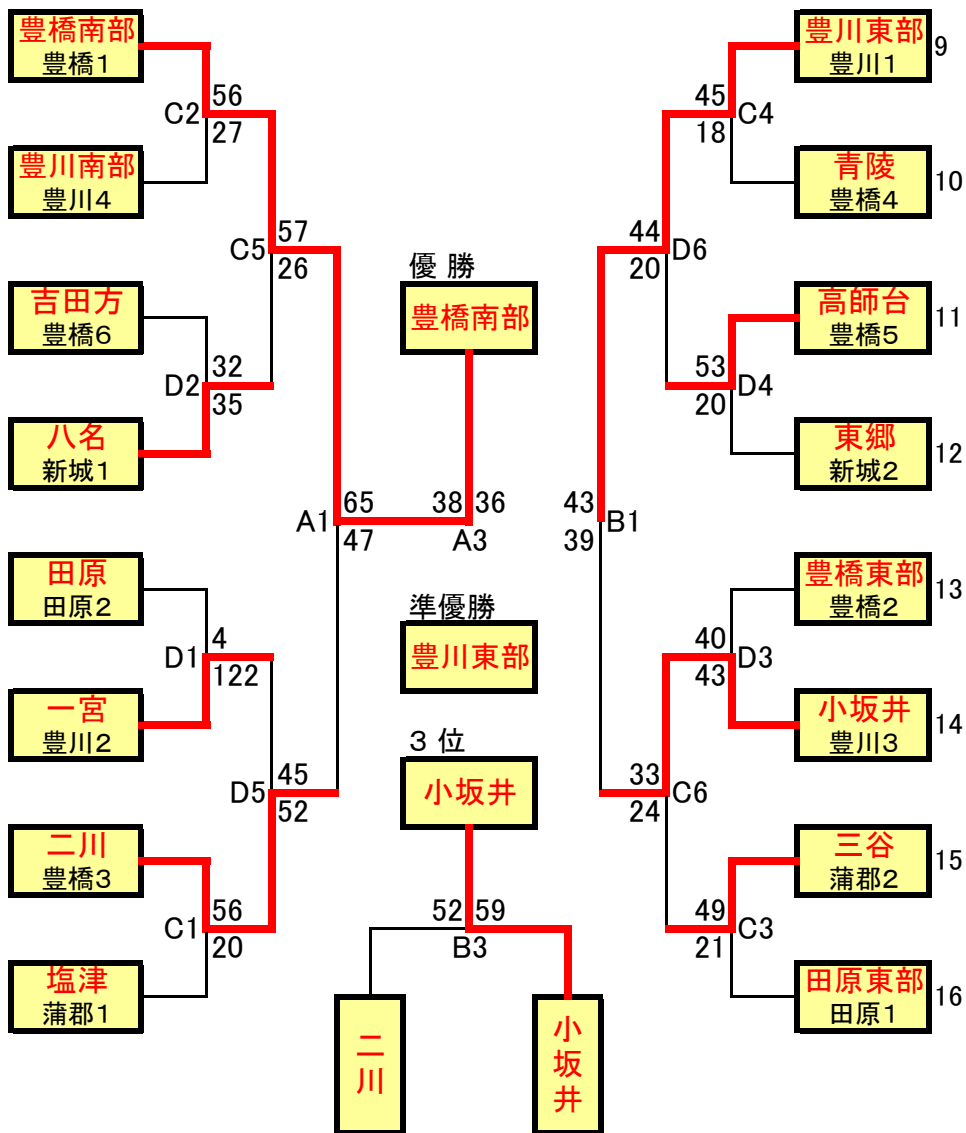 豊橋南部
豊橋1
C2
56
27
豊川南部
豊川4
C5
57
26
吉田方
豊橋6
D2
32
35
八名
新城1
A1
65
47
田原
田原2
D1
4
122
一宮
豊川2
D5
45
52
二川
豊橋3
C1
56
20
塩津
蒲郡1
優 勝
豊橋南部
38
36
A3
準優勝
豊川東部
3 位
小坂井
52
59
B3
二川
小坂井
豊川東部
豊川1
9
45
18
C4
青陵
豊橋4
10
44
20
D6
高師台
豊橋5
11
53
20
D4
東郷
新城2
12
43
39
B1
豊橋東部
豊橋2
13
40
43
D3
小坂井
豊川3
14
33
24
C6
三谷
蒲郡2
15
49
21
C3
田原東部
田原1
16